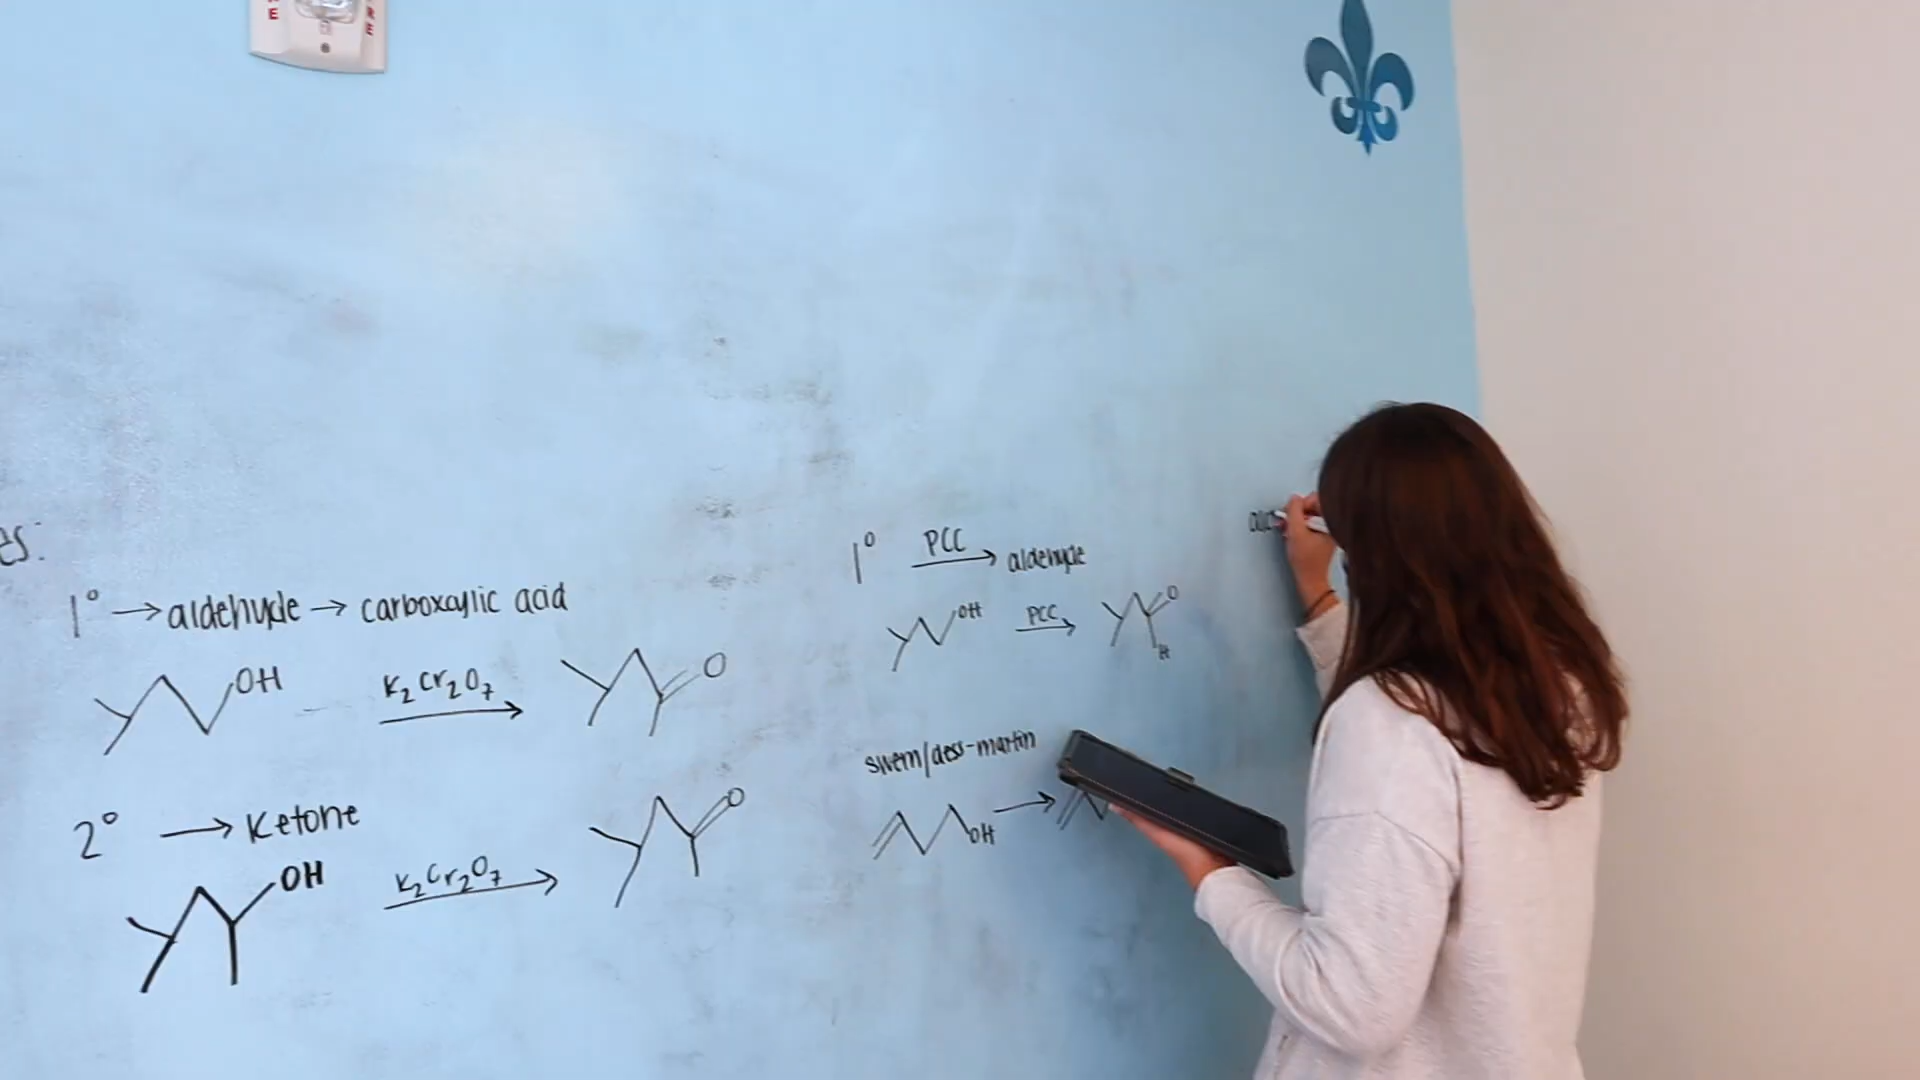 es:
1° → aldehyde → carboxcylic acid
OH K₂Cr₂O₇ O
2° → Ketone
OH K₂Cr₂O₇ O
1° PCC → aldehyde
OH PCC O
H
swern/dess-martin
OH